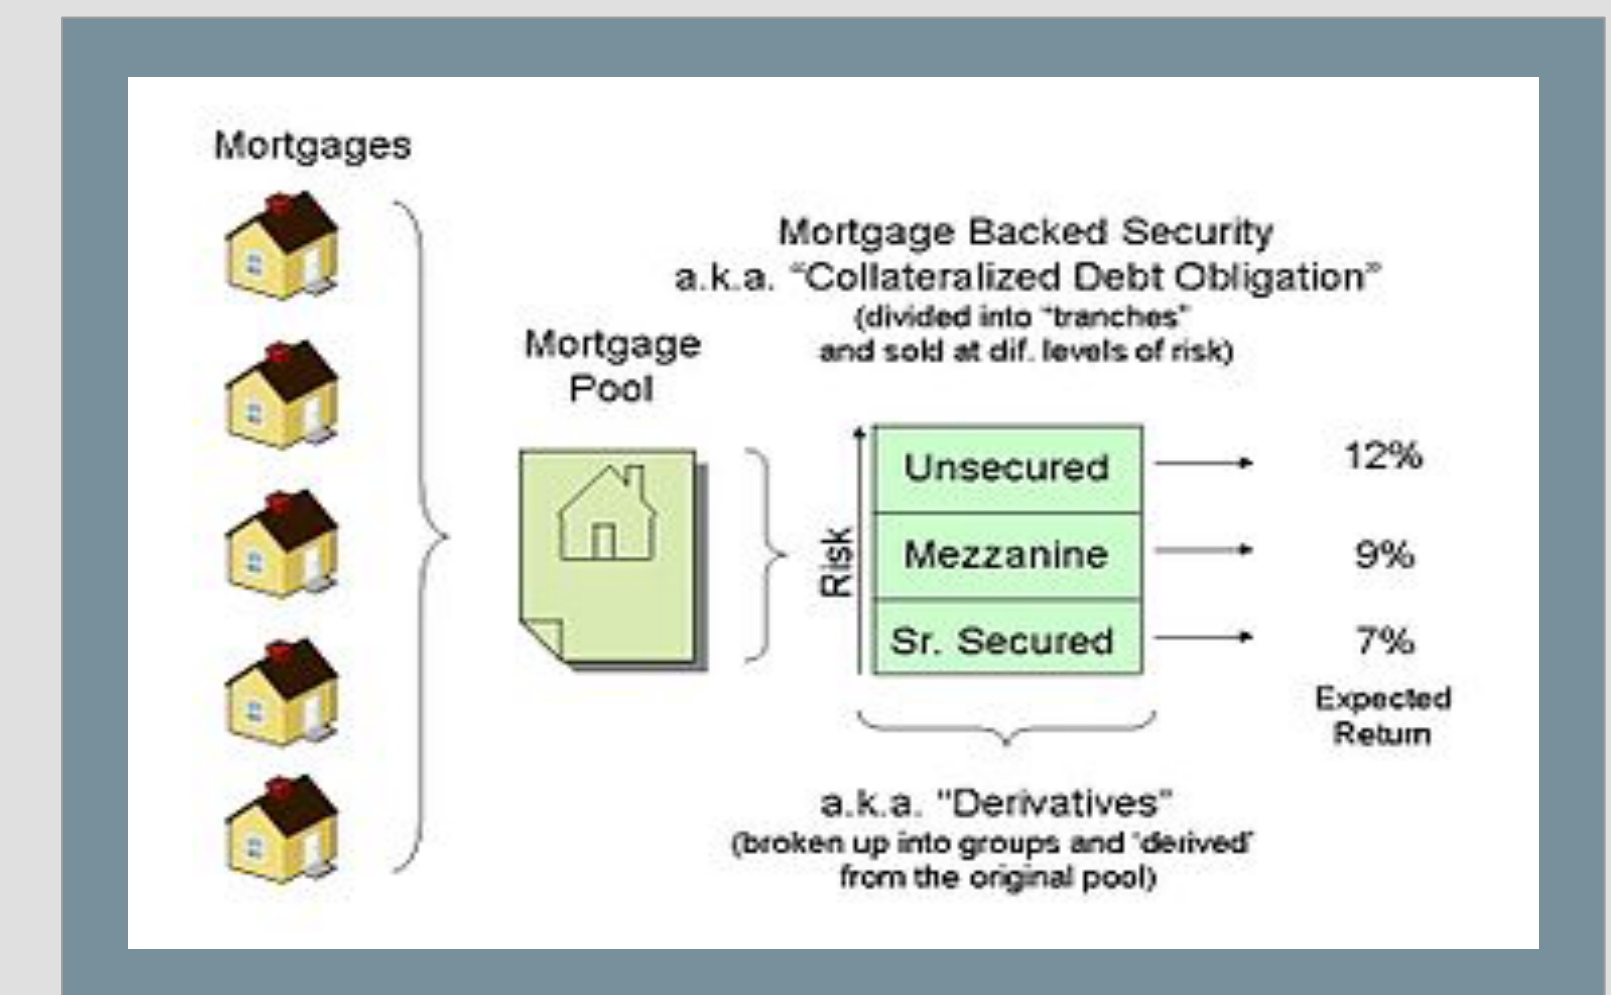 Mortgages
Mortgage Backed Security
a.k.a. “Collateralized Debt Obligation”
(divided into “tranches”
and sold at dif. levels of risk)
Mortgage
Pool
Risk
Unsecured
12%
Mezzanine
9%
Sr. Secured
7%
Expected
Return
a.k.a. "Derivatives"
(broken up into groups and 'derived'
from the original pool)